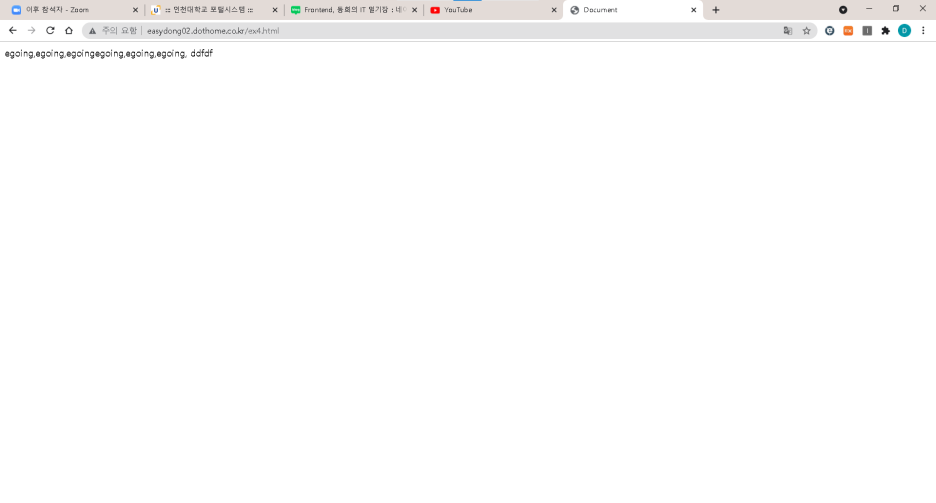 이후 참석자 - Zoom
::: 인천대학교 포털시스템 :::
Frontend, 동희의 IT 필기장 : 네이
YouTube
Document
주의 요함 | easydong02.dothome.co.kr/ex4.html
D
egoing,egoing,egoingegoing,egoing,egoing, ddfdf